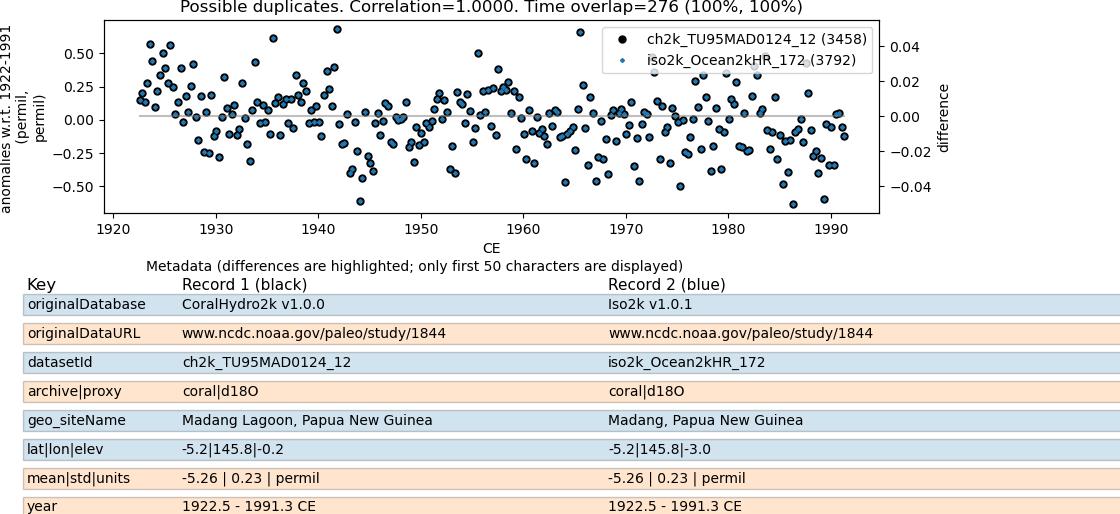 Possible duplicates. Correlation=1.0000. Time overlap=276 (100%, 100%)
anomalies w.r.t. 1922-1991
(permil,
permil)
0.50
0.25
0.00
−0.25
−0.50
ch2k_TU95MAD0124_12 (3458)
iso2k_Ocean2kHR_172 (3792)
0.04
0.02
0.00
−0.02
−0.04
difference
1920 1930 1940 1950 1960 1970 1980 1990
CE
Metadata (differences are highlighted; only first 50 characters are displayed)
Key Record 1 (black) Record 2 (blue)
originalDatabase CoralHydro2k v1.0.0 Iso2k v1.0.1
originalDataURL www.ncdc.noaa.gov/paleo/study/1844 www.ncdc.noaa.gov/paleo/study/1844
datasetId ch2k_TU95MAD0124_12 iso2k_Ocean2kHR_172
archive|proxy coral|d18O coral|d18O
geo_siteName Madang Lagoon, Papua New Guinea Madang, Papua New Guinea
lat|lon|elev -5.2|145.8|-0.2 -5.2|145.8|-3.0
mean|std|units -5.26 | 0.23 | permil -5.26 | 0.23 | permil
year 1922.5 - 1991.3 CE 1922.5 - 1991.3 CE